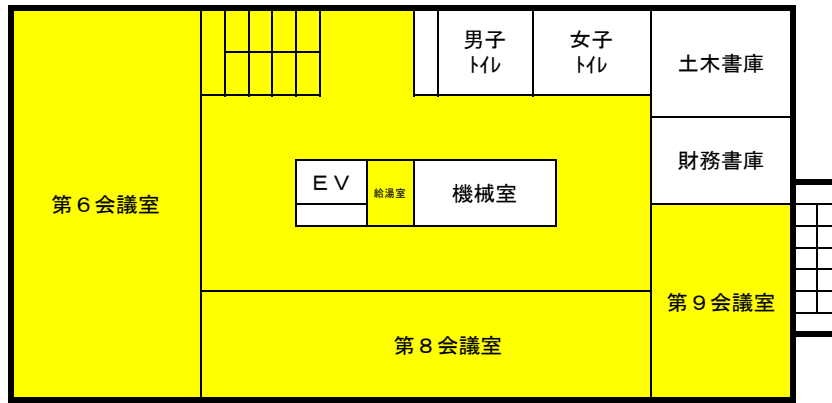 男子
ﾄｲﾚ
女子
ﾄｲﾚ
土木書庫
財務書庫
ＥＶ
給湯室
機械室
第６会議室
第９会議室
第８会議室